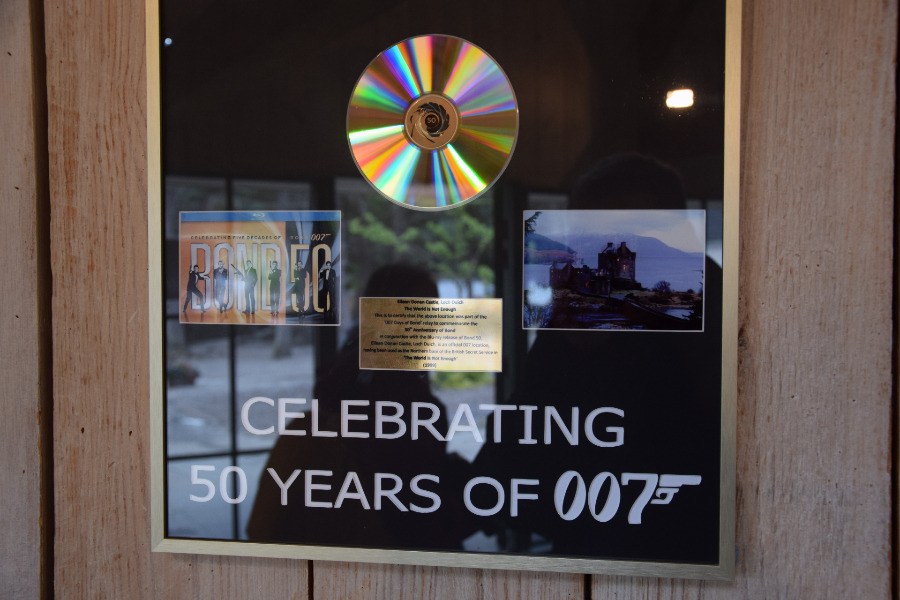 50
CELEBRATING FIVE DECADES OF BOND 007
BOND50
Eilean Donan Castle, Loch Duich
The World Is Not Enough
This is to certify that the above location was part of the
'007 Days of Bond' relay to commemorate the
50th Anniversary of Bond
in conjunction with the Blu-ray release of Bond 50.
Eilean Donan Castle, Loch Duich, is an official 007 location,
having been used as the Northern base of the British Secret Service in
'The World Is Not Enough'
(1999)
CELEBRATING
50 YEARS OF 007